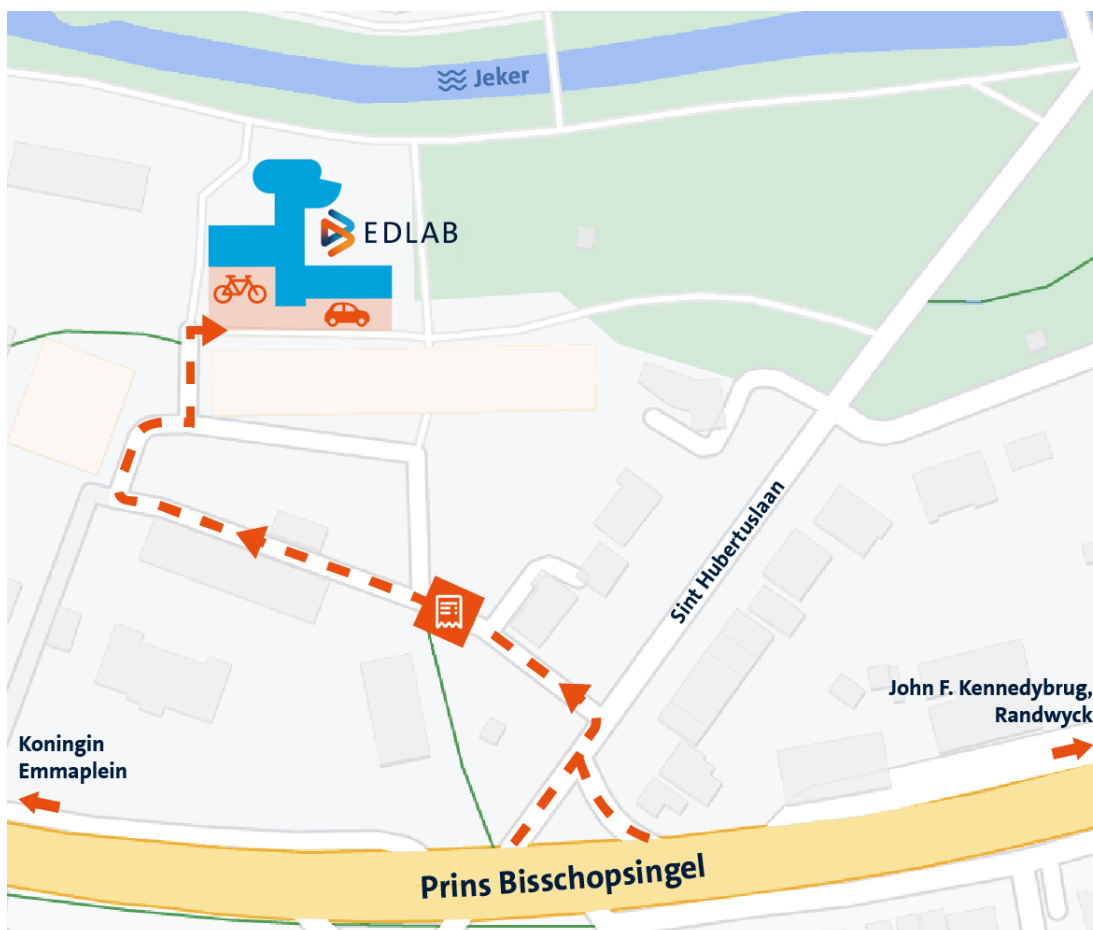 Jeker
EDLAB
Sint Hubertuslaan
John F. Kennedybrug,
Randwyck
Koningin
Emmaplein
Prins Bisschopsingel